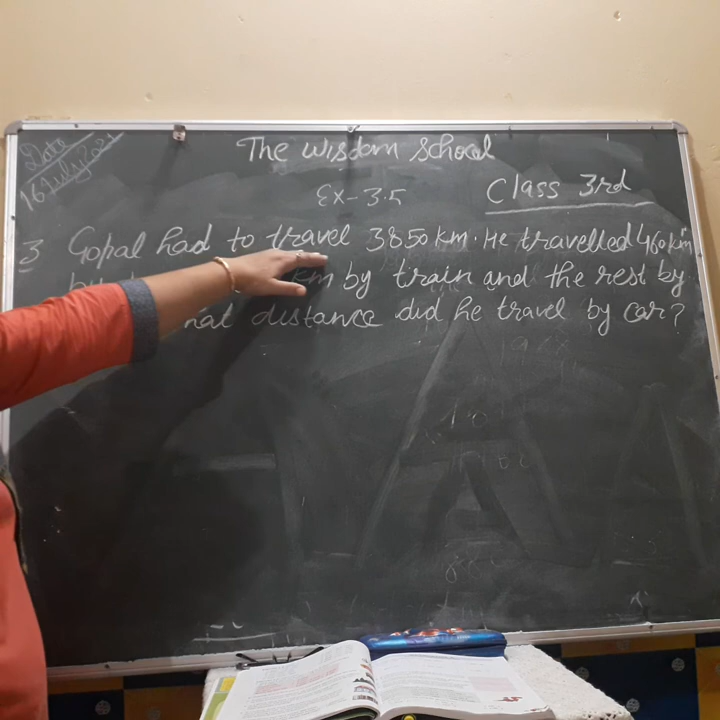 Date
16 July 2021
The Wisdom School
Ex-3.5
Class 3rd
3 Gopal had to travel 3850 km. He travelled 460 km
by km by train and the rest by
distance did he travel by car?